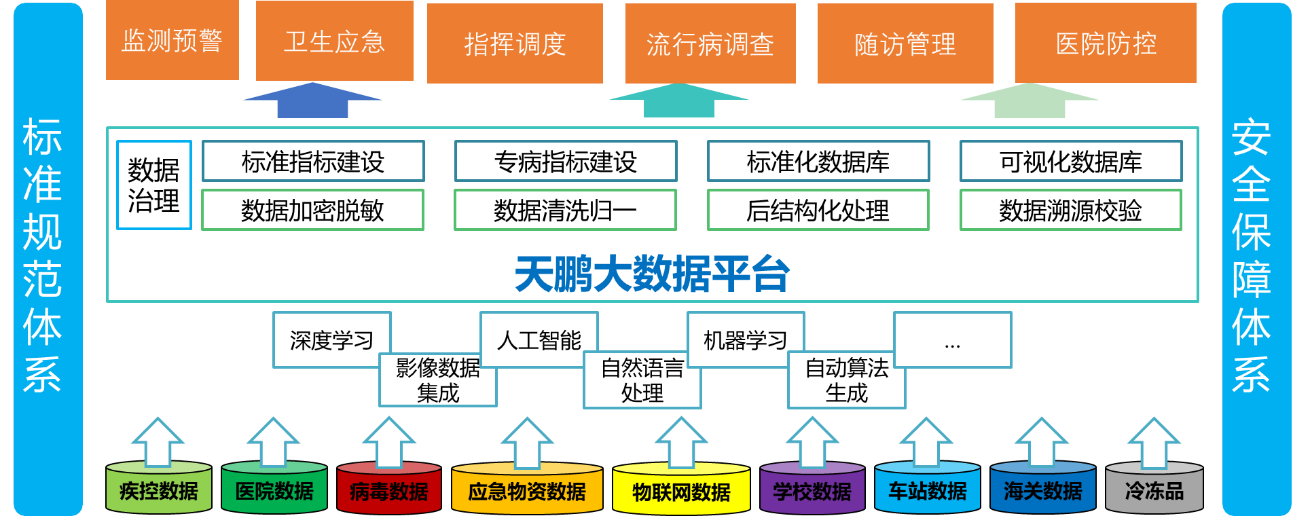 标准规范体系
监测预警
卫生应急
指挥调度
流行病调查
随访管理
医院防控
安全保障体系
数据
治理
标准指标建设
专病指标建设
标准化数据库
可视化数据库
数据加密脱敏
数据清洗归一
后结构化处理
数据溯源校验
天鹏大数据平台
深度学习
人工智能
机器学习
...
影像数据
集成
自然语言
处理
自动算法
生成
疾控数据
医院数据
病毒数据
应急物资数据
物联网数据
学校数据
车站数据
海关数据
冷冻品